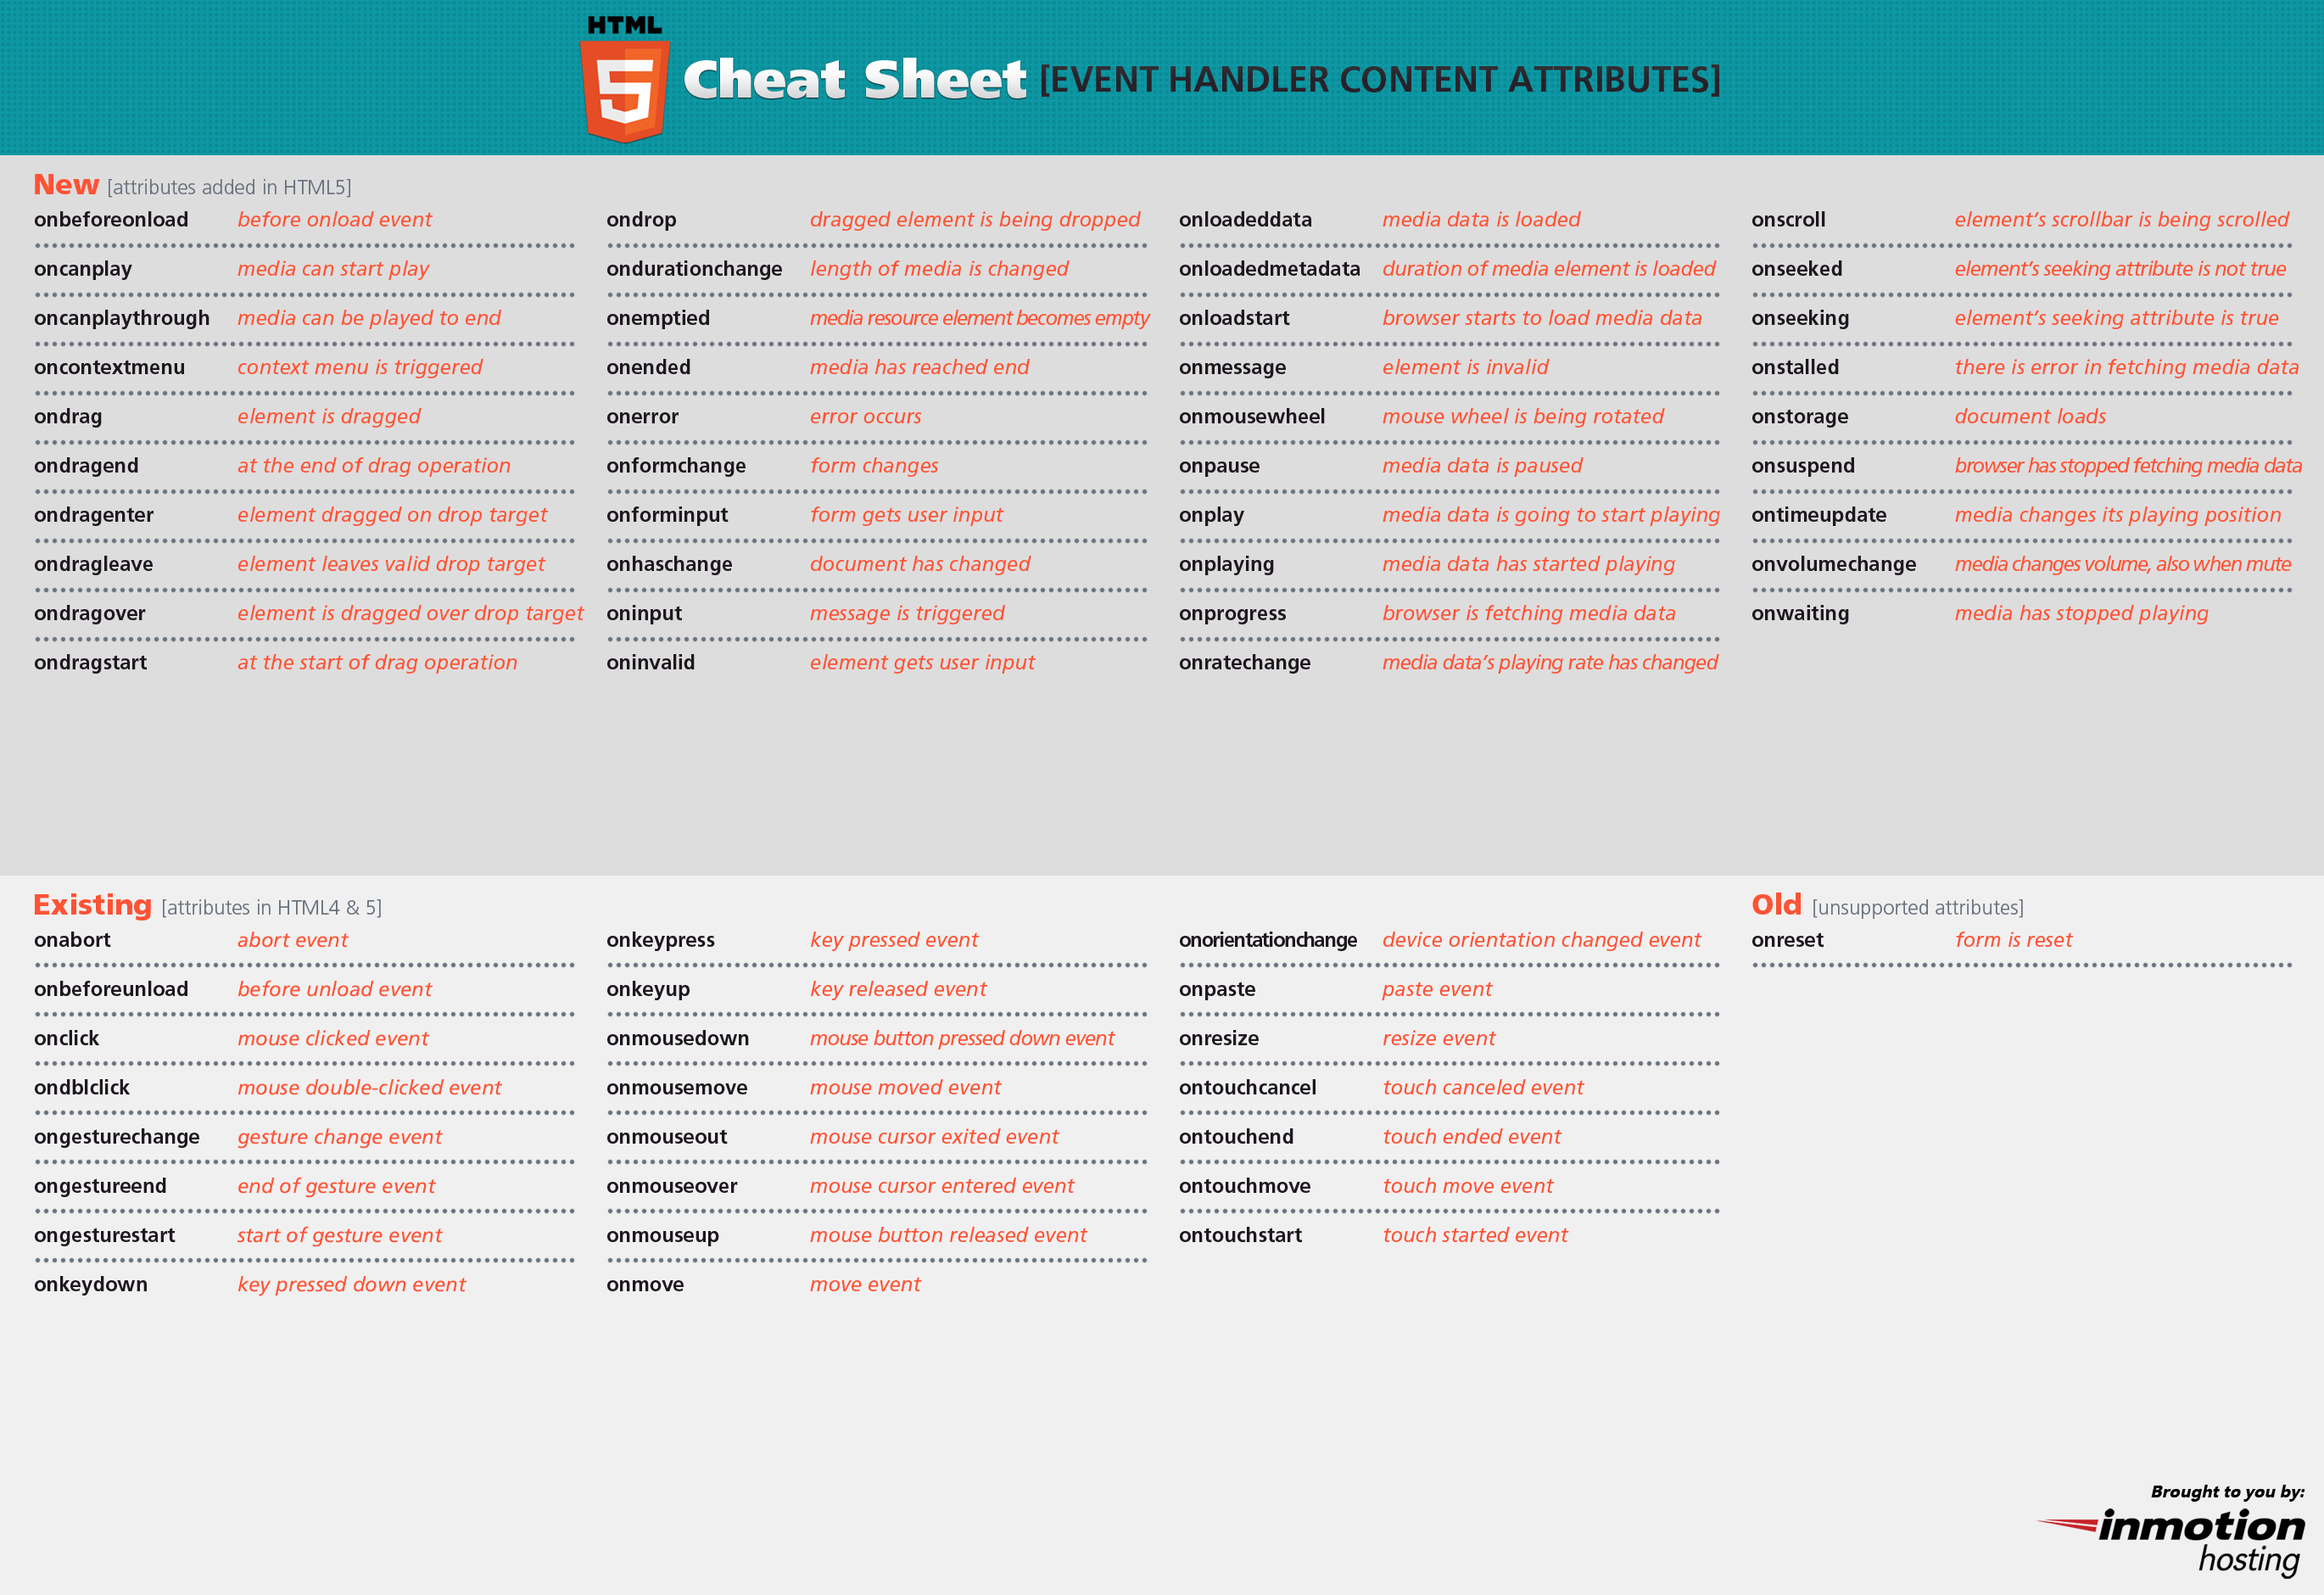 HTML
5
Cheat Sheet [EVENT HANDLER CONTENT ATTRIBUTES]
New [attributes added in HTML5]
onbeforeonload before onload event
oncanplay media can start play
oncanplaythrough media can be played to end
oncontextmenu context menu is triggered
ondrag element is dragged
ondragend at the end of drag operation
ondragenter element dragged on drop target
ondragleave element leaves valid drop target
ondragover element is dragged over drop target
ondragstart at the start of drag operation
ondrop dragged element is being dropped
ondurationchange length of media is changed
onemptied media resource element becomes empty
onended media has reached end
onerror error occurs
onformchange form changes
onforminput form gets user input
onhaschange document has changed
oninput message is triggered
oninvalid element gets user input
onloadeddata media data is loaded
onloadedmetadata duration of media element is loaded
onloadstart browser starts to load media data
onmessage element is invalid
onmousewheel mouse wheel is being rotated
onpause media data is paused
onplay media data is going to start playing
onplaying media data has started playing
onprogress browser is fetching media data
onratechange media data’s playing rate has changed
onscroll element’s scrollbar is being scrolled
onseeked element’s seeking attribute is not true
onseeking element’s seeking attribute is true
onstalled there is error in fetching media data
onstorage document loads
onsuspend browser has stopped fetching media data
ontimeupdate media changes its playing position
onvolumechange media changes volume, also when mute
onwaiting media has stopped playing
Existing [attributes in HTML4 & 5]
onabort abort event
onbeforeunload before unload event
onclick mouse clicked event
ondblclick mouse double-clicked event
ongesturechange gesture change event
ongestureend end of gesture event
ongesturestart start of gesture event
onkeydown key pressed down event
onkeypress key pressed event
onkeyup key released event
onmousedown mouse button pressed down event
onmousemove mouse moved event
onmouseout mouse cursor exited event
onmouseover mouse cursor entered event
onmouseup mouse button released event
onmove move event
onorientationchange device orientation changed event
onpaste paste event
onresize resize event
ontouchcancel touch canceled event
ontouchend touch ended event
ontouchmove touch move event
ontouchstart touch started event
Old [unsupported attributes]
onreset form is reset
Brought to you by:
inmotion
hosting